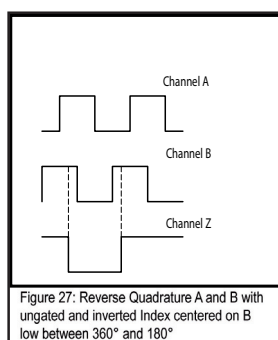 Channel A
Channel B
Channel Z
Figure 27: Reverse Quadrature A and B with
ungated and inverted Index centered on B
low between 360° and 180°